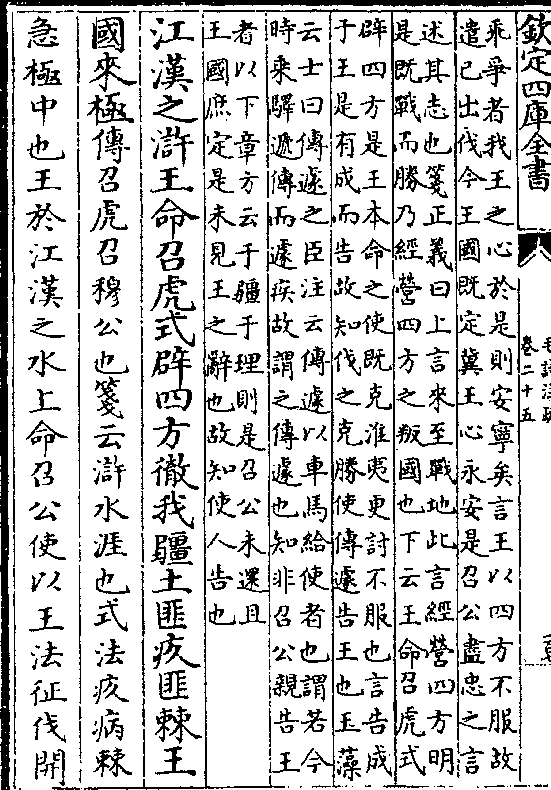 欽定四庫全書
卷二十五
乖爭者我王之心於是則安寧矣言王以四方不服故
遣已出伐今王國既定冀王心永安是召公盡忠之言
述其志也箋正義曰上言來至戰地此言經營四方明
是既戰而勝乃經營四方之叛國也下云王命召虎式
辟四方是王本命之使既克淮夷更討不服也言告成
于王是有成而告故知伐之克勝使傳遽告王也玉藻
云士曰傳遽之臣注云傳遽以車馬給使者也謂若今
時乘驛遞傳而遽疾故謂之傳遽也知非召公親告王
者以下章方云于疆于理則是召公未還且
王國庶定是未見王之辭也故知使人告也
江漢之滸王命召虎式辟四方徹我疆土匪疚匪棘王
國來極傳召虎召穆公也箋云滸水涯也式法疚病棘
急極中也王於江漢之水上命召公使以王法征伐開